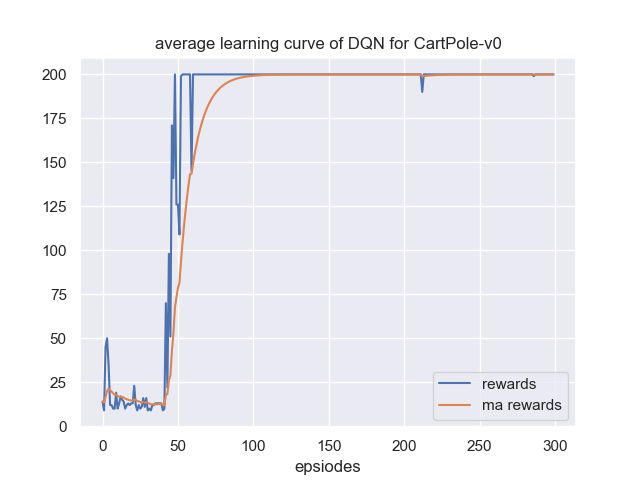 average learning curve of DQN for CartPole-v0
200
175
150
125
100
75
50
25
0
0 50 100 150 200 250 300
epsiodes
rewards
ma rewards